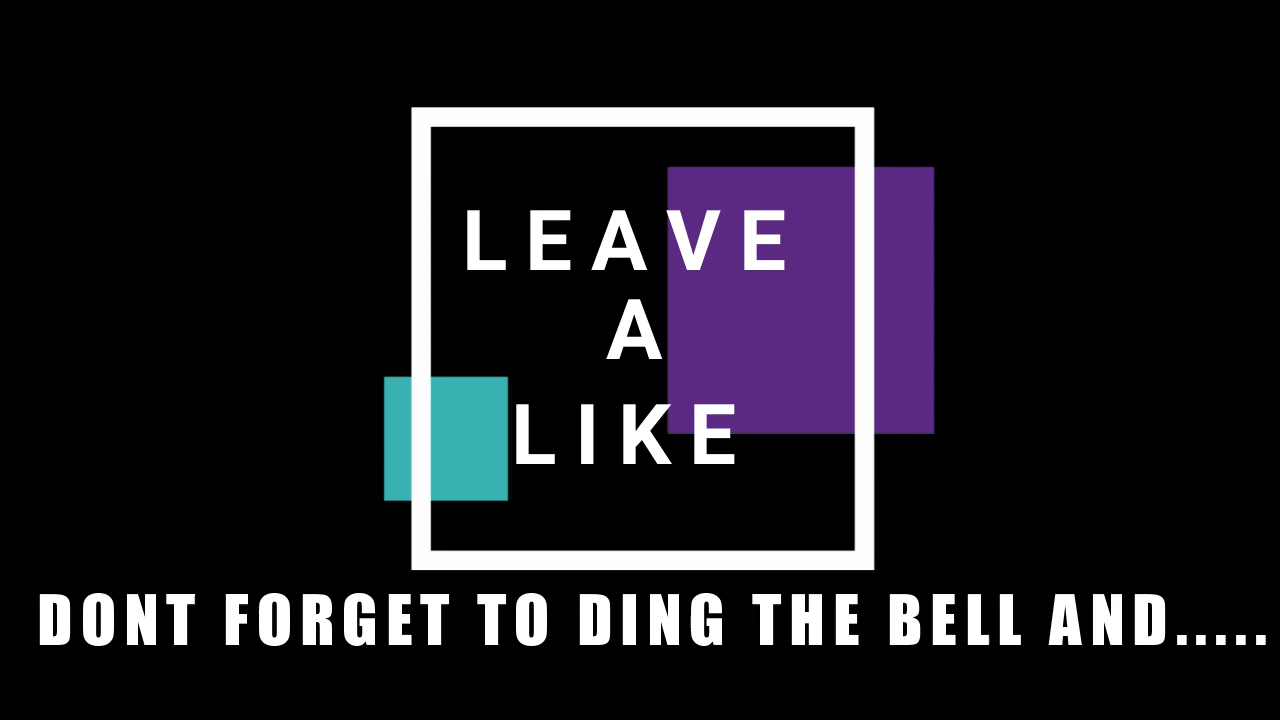 LEAVE
A
LIKE
DONT FORGET TO DING THE BELL AND.....